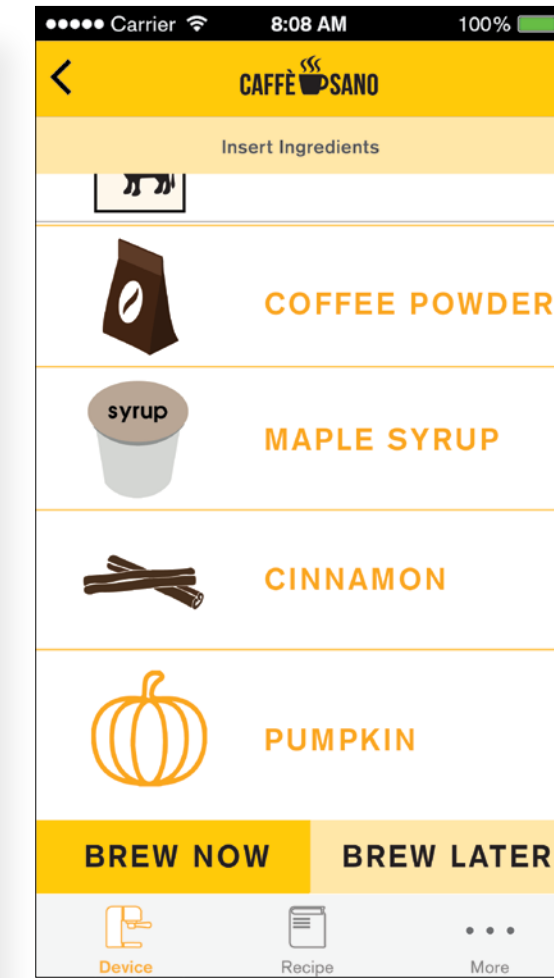 Carrier 8:08 AM 100%
CAFFÈ SANO
Insert Ingredients
COFFEE POWDER
syrup
MAPLE SYRUP
CINNAMON
PUMPKIN
BREW NOW BREW LATER
Device Recipe More